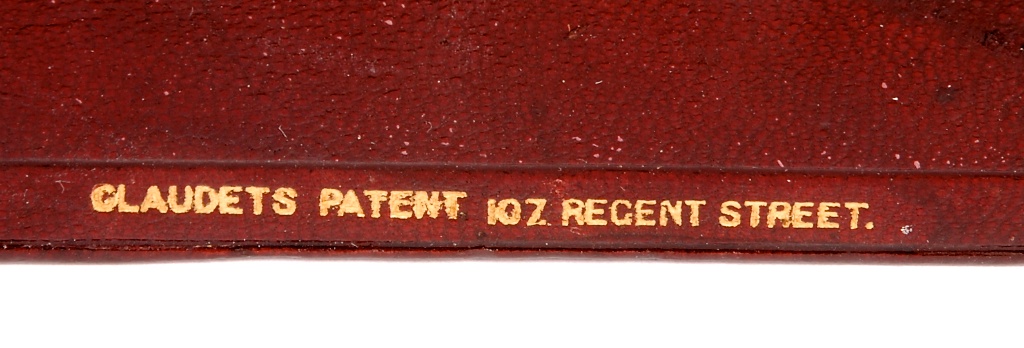 CLAUDETS PATENT 107. REGENT STREET.